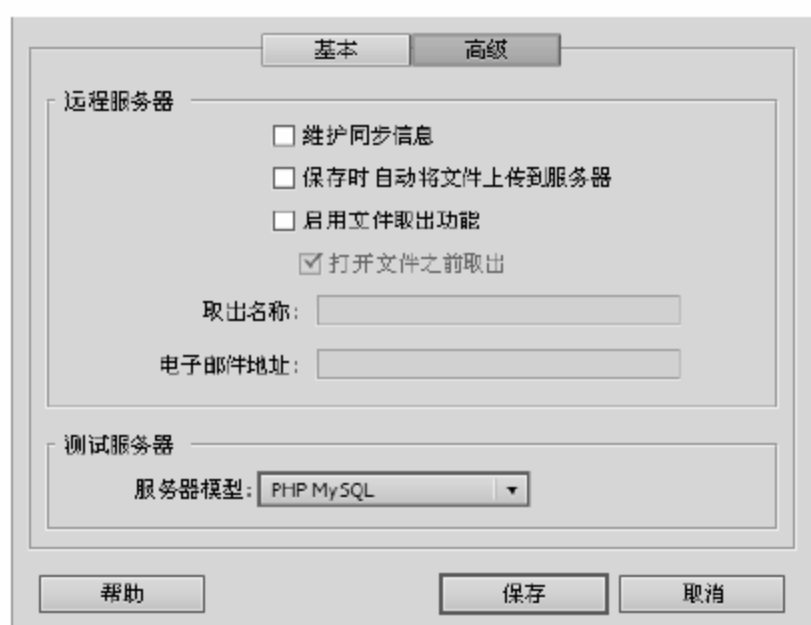 基本 高级
远程服务器
维护同步信息
保存时自动将文件上传到服务器
启用文件取出功能
打开文件之前取出
取出名称:
电子邮件地址:
测试服务器
服务器模型: PHP MySQL
帮助 保存 取消